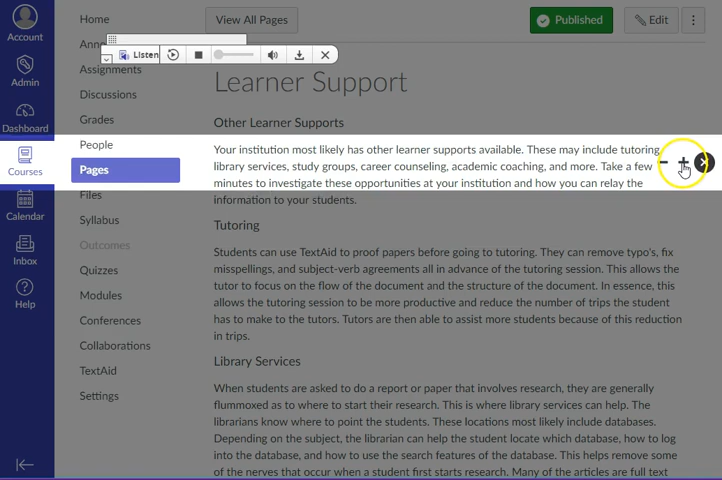 Account
Admin
Dashboard
Courses
Calendar
Inbox
Help
Home
Assignments
Discussions
Grades
People
Pages
Files
Syllabus
Outcomes
Quizzes
Modules
Conferences
Collaborations
TextAid
Settings
View All Pages
Published
Edit
Listen
Learner Support
Other Learner Supports
Your institution most likely has other learner supports available. These may include tutoring,
library services, study groups, career counseling, academic coaching, and more. Take a few
minutes to investigate these opportunities at your institution and how you can relay the
information to your students.
Tutoring
Students can use TextAid to proof papers before going to tutoring. They can remove typo's, fix
misspellings, and subject-verb agreements all in advance of the tutoring session. This allows the
tutor to focus on the flow of the document and the structure of the document. In essence, this
allows the tutoring session to be more productive and reduce the number of trips the student
has to make to the tutors. Tutors are then able to assist more students because of this reduction
in trips.
Library Services
When students are asked to do a report or paper that involves research, they are generally
flummoxed as to where to start their research. This is where library services can help. The
librarians know where to point the students. These locations most likely include databases.
Depending on the subject, the librarian can help the student locate which database, how to log
into the database, and how to use the search features of the database. This helps remove some
of the nerves that occur when a student first starts research. Many of the articles are full text